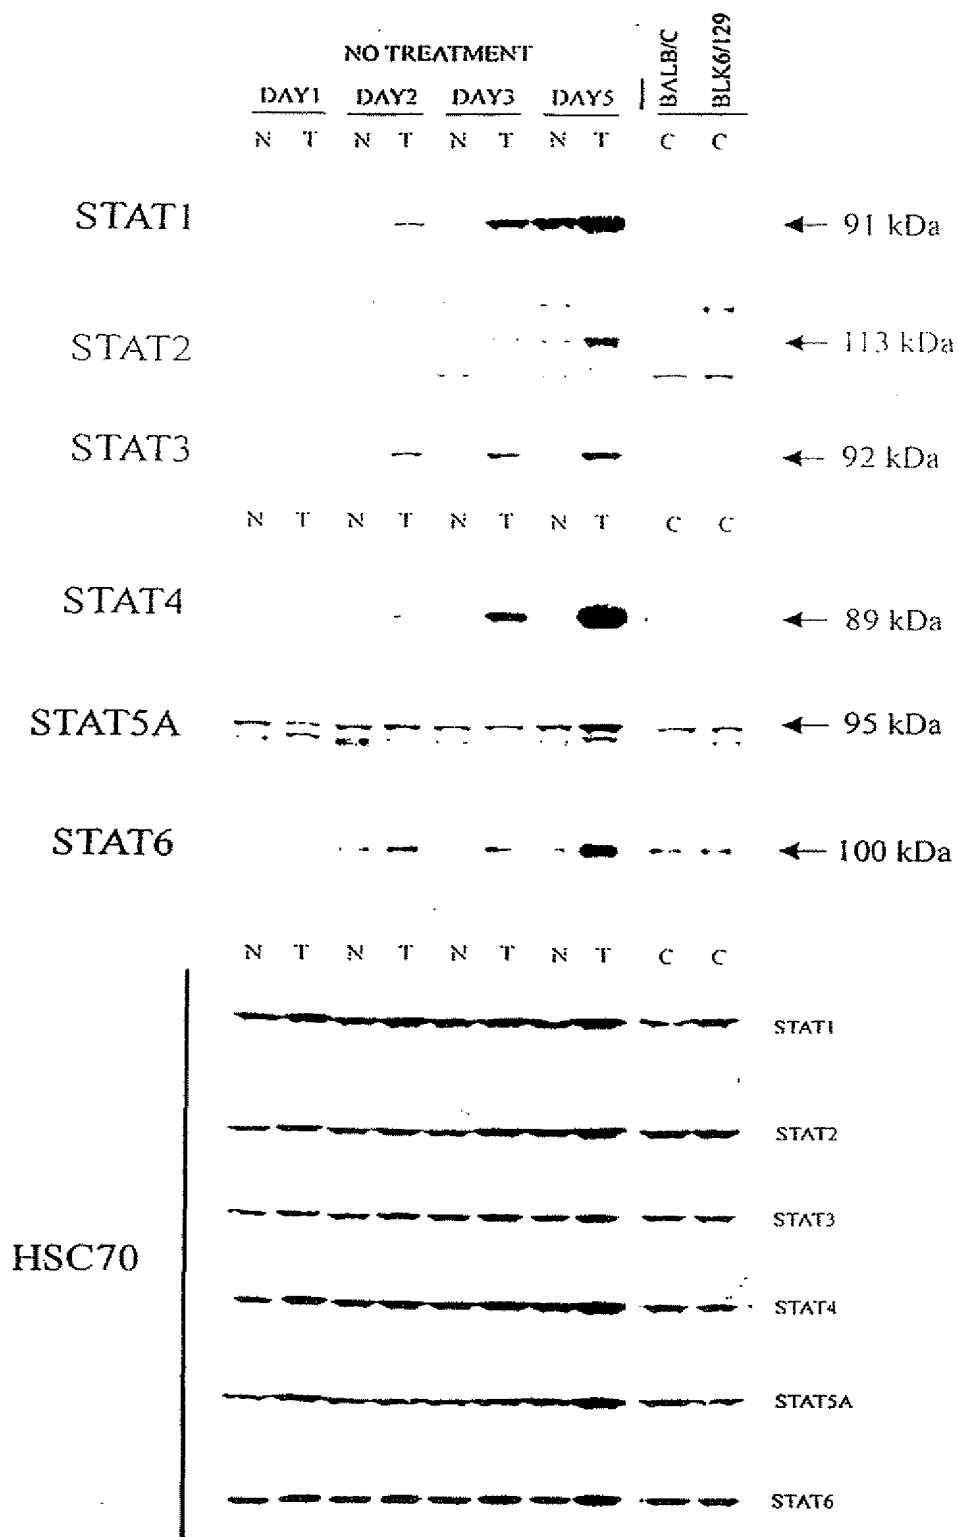 NO TREATMENT
BALB/C
BLK6/129
DAY1 DAY2 DAY3 DAY5
N T N T N T N T C C
STAT1 91 kDa
STAT2 113 kDa
STAT3 92 kDa
N T N T N T N T C C
STAT4 89 kDa
STAT5A 95 kDa
STAT6 100 kDa
N T N T N T N T C C
STAT1
STAT2
STAT3
HSC70
STAT4
STAT5A
STAT6